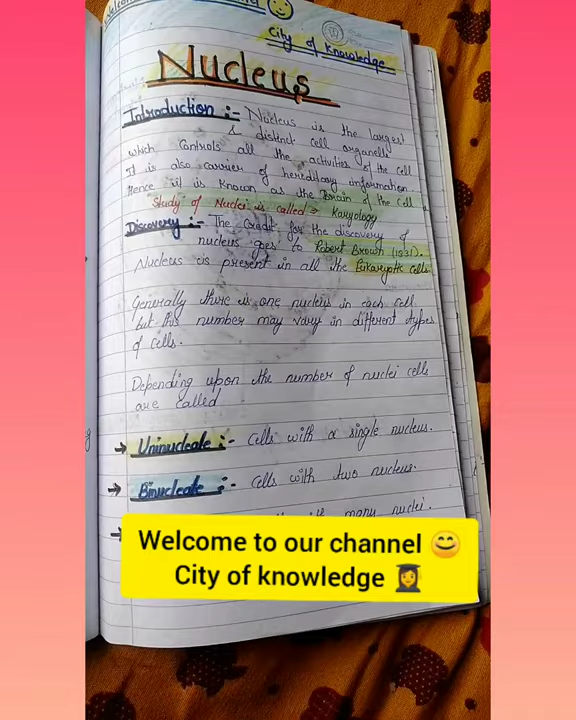 City of Knowledge
Nucleus
Introduction :- Nucleus is the largest
& distinct cell organelle
which controls all the activities of the cell
It is also carrier of hereditary information.
Hence it is known as the Brain of the Cell
Study of Nuclei is called → Karyology
Discovery :- The Credit for the discovery of
nucleus goes to Robert Brown (1831).
Nucleus is present in all the Eukaryotic Cells
Generally there is one nucleus in each cell
but this number may vary in different types
of cells.
Depending upon the number of nuclei cells
are called
→ Uninucleate :- Cells with a single nucleus.
→ Binucleate :- Cells with two nucleus.
many nuclei.
Welcome to our channel 😊
City of knowledge 👩‍🎓